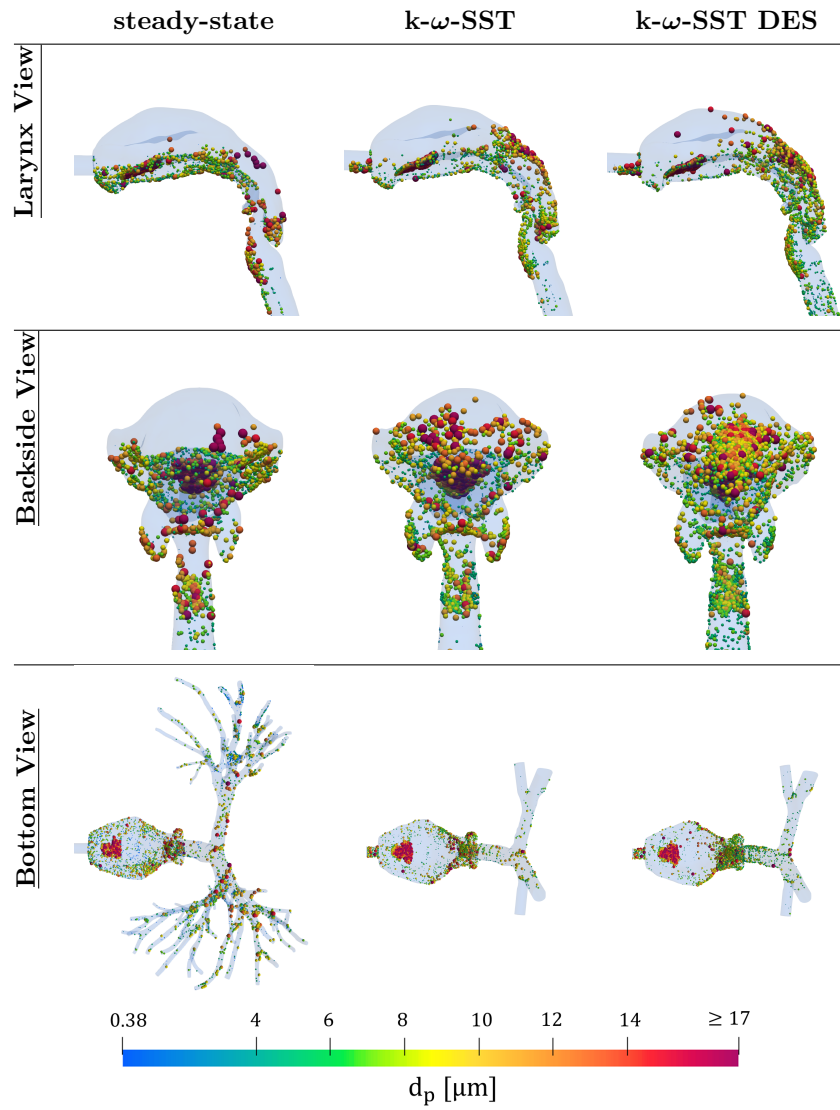 steady-state k-ω-SST k-ω-SST DES
Larynx View
Backside View
Bottom View
0.38 4 6 8 10 12 14 ≥ 17
dₚ [μm]